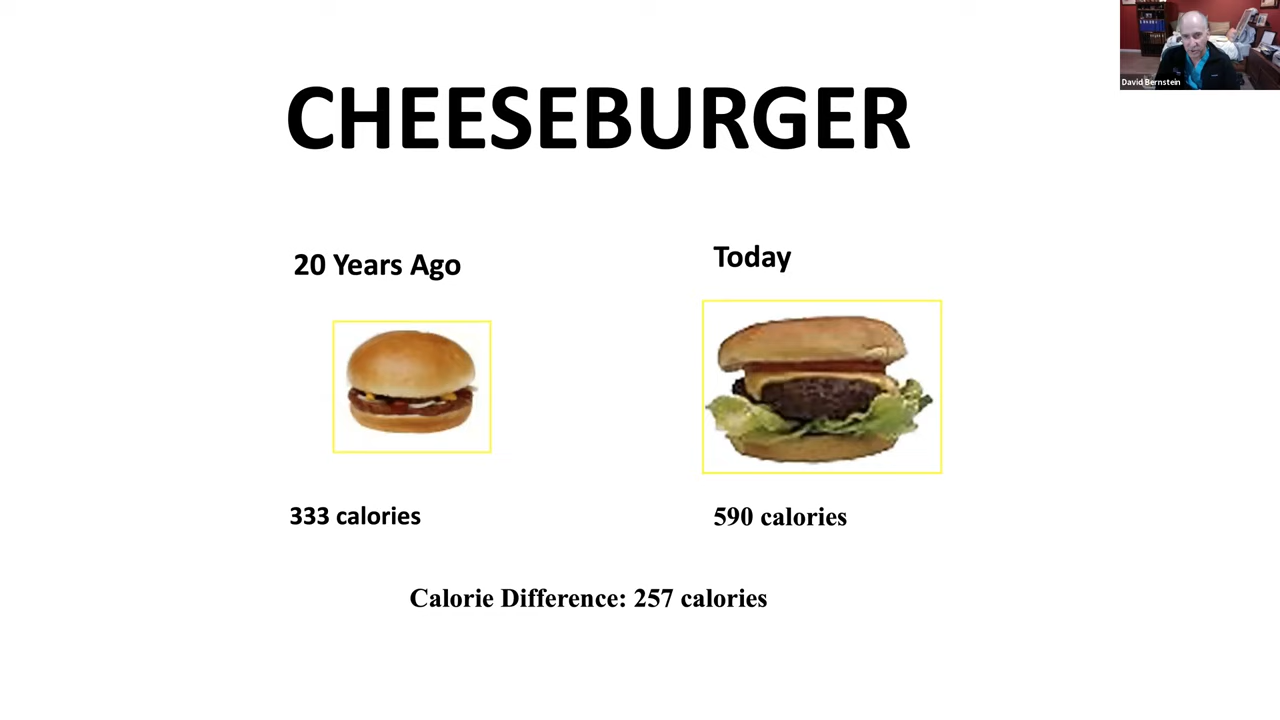 David Bernstein
CHEESEBURGER
20 Years Ago
Today
333 calories
590 calories
Calorie Difference: 257 calories